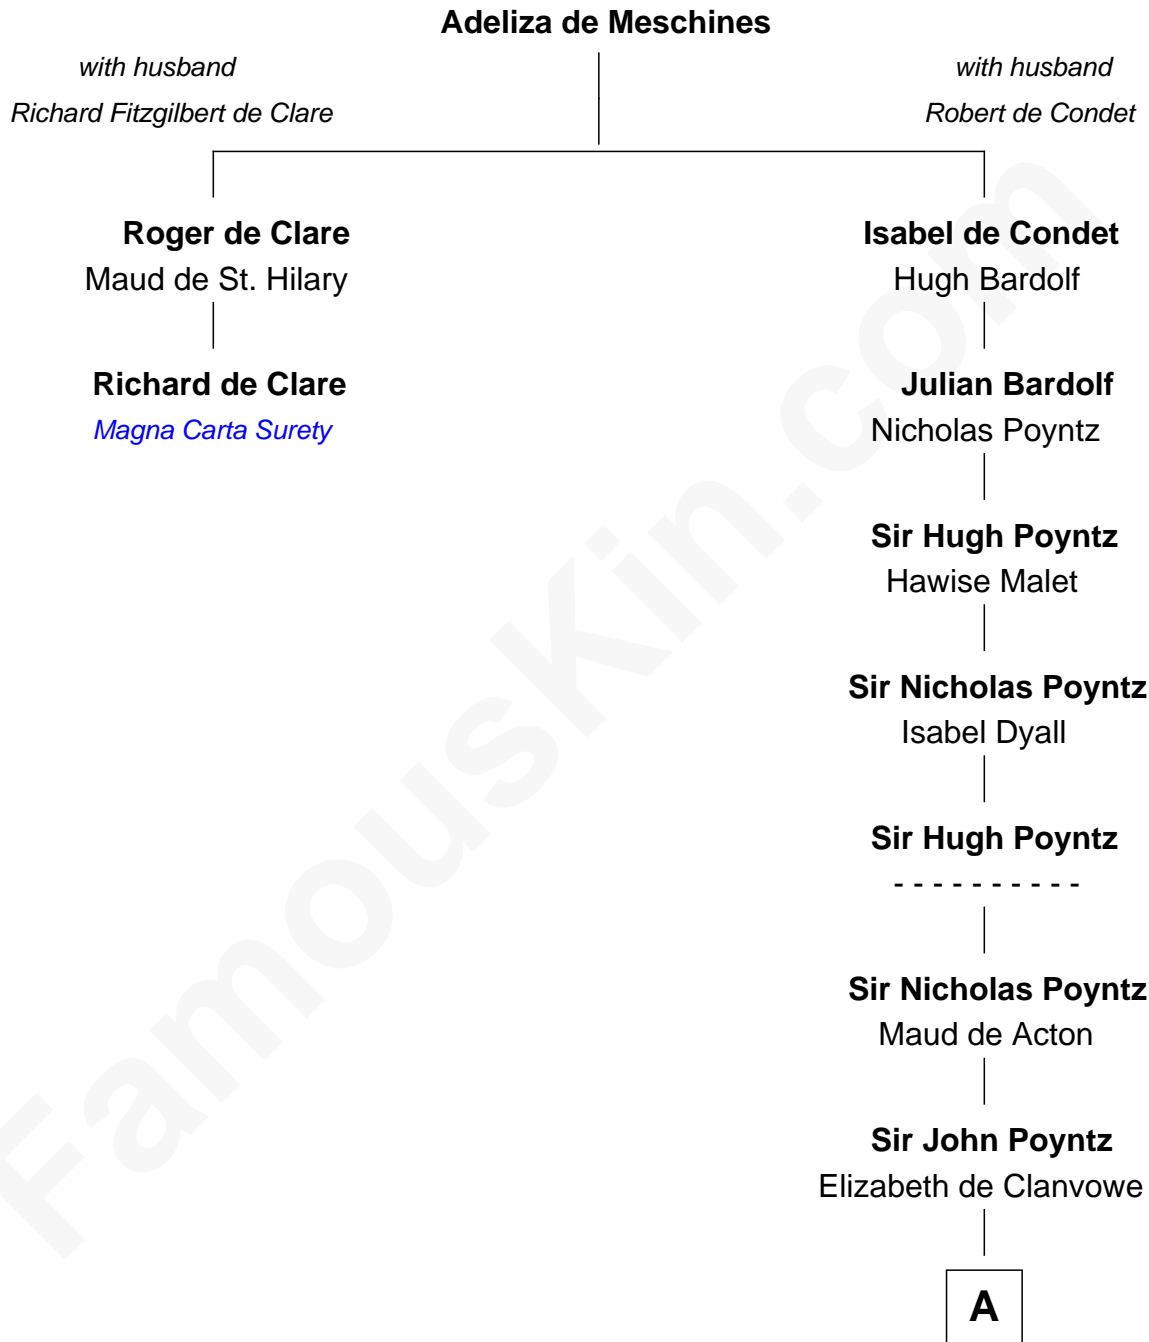 Adeliza de Meschines
with husband
Richard Fitzgilbert de Clare
with husband
Robert de Condet
Roger de Clare
Maud de St. Hilary
Isabel de Condet
Hugh Bardolf
Richard de Clare
Magna Carta Surety
Julian Bardolf
Nicholas Poyntz
Sir Hugh Poyntz
Hawise Malet
Sir Nicholas Poyntz
Isabel Dyall
Sir Hugh Poyntz
- - - - - - - - - -
Sir Nicholas Poyntz
Maud de Acton
Sir John Poyntz
Elizabeth de Clanvowe
A
FamousKin.com